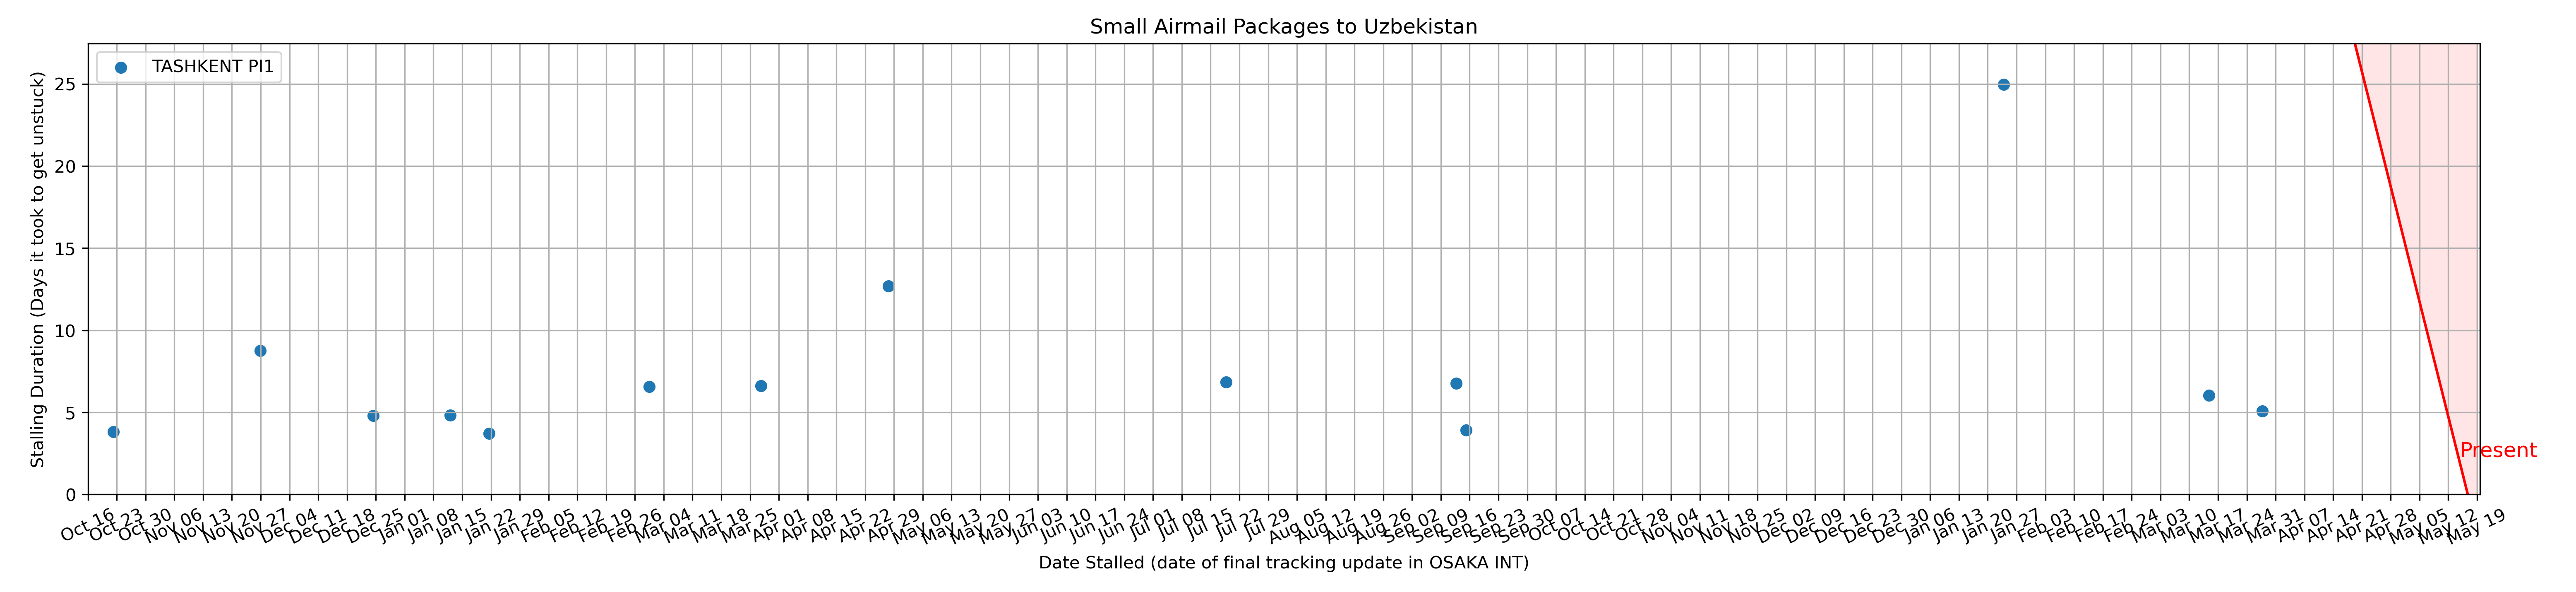 Small Airmail Packages to Uzbekistan
TASHKENT PI1
Stalling Duration (Days it took to get unstuck)
25
20
15
10
5
0
Present
Oct 16 Oct 23 Oct 30 Nov 06 Nov 13 Nov 20 Nov 27 Dec 04 Dec 11 Dec 18 Dec 25 Jan 01 Jan 08 Jan 15 Jan 22 Jan 29 Feb 05 Feb 12 Feb 19 Feb 26 Mar 04 Mar 11 Mar 18 Mar 25 Apr 01 Apr 08 Apr 15 Apr 22 Apr 29 May 06 May 13 May 20 May 27 Jun 03 Jun 10 Jun 17 Jun 24 Jul 01 Jul 08 Jul 15 Jul 22 Jul 29 Aug 05 Aug 12 Aug 19 Aug 26 Sep 02 Sep 09 Sep 16 Sep 23 Sep 30 Oct 07 Oct 14 Oct 21 Oct 28 Nov 04 Nov 11 Nov 18 Nov 25 Dec 02 Dec 09 Dec 16 Dec 23 Dec 30 Jan 06 Jan 13 Jan 20 Jan 27 Feb 03 Feb 10 Feb 17 Feb 24 Mar 03 Mar 10 Mar 17 Mar 24 Mar 31 Apr 07 Apr 14 Apr 21 Apr 28 May 05 May 12 May 19
Date Stalled (date of final tracking update in OSAKA INT)